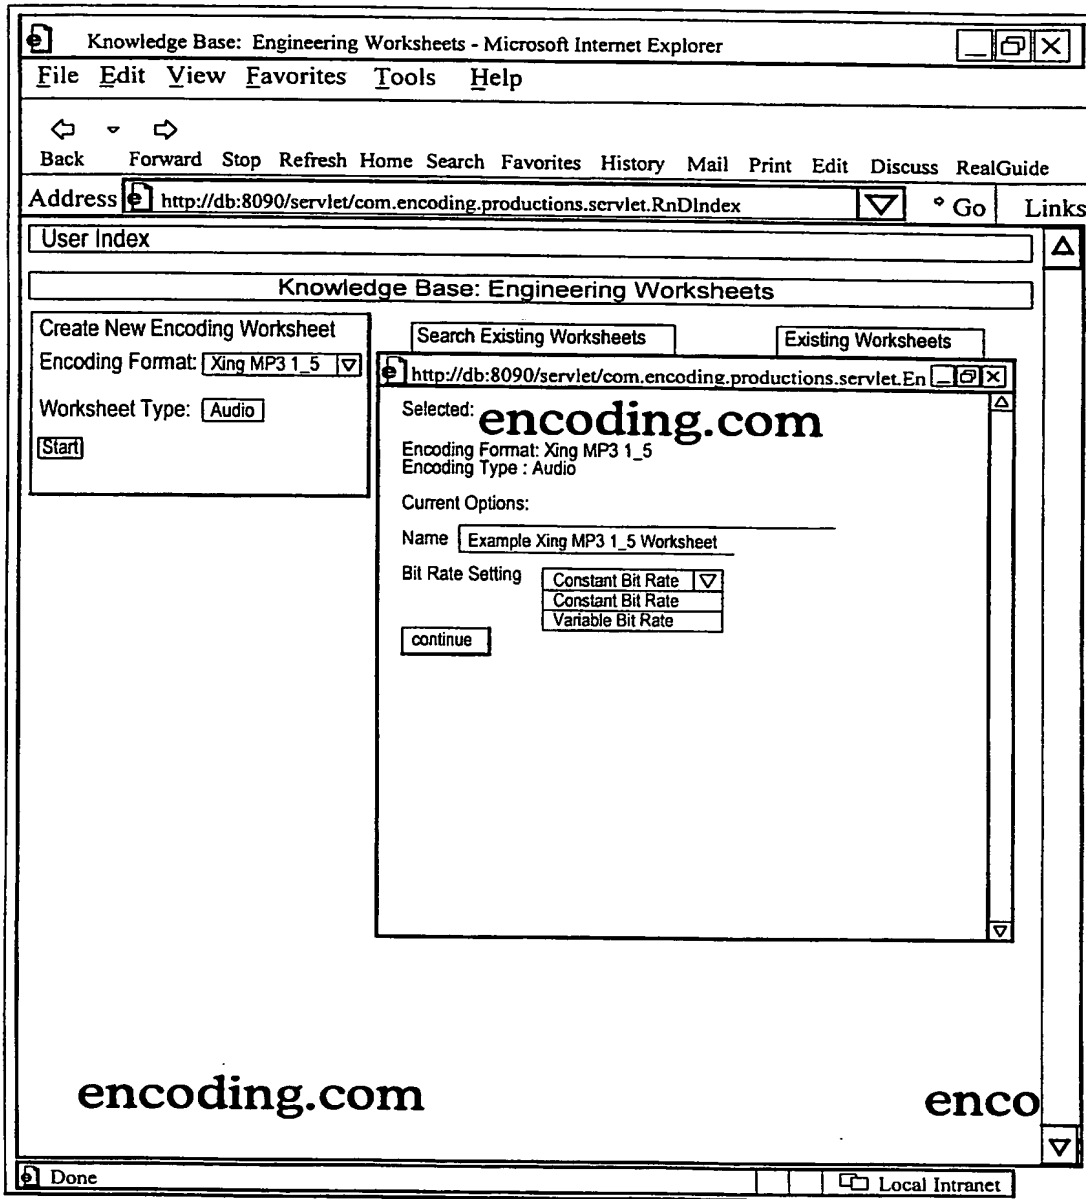 Knowledge Base: Engineering Worksheets - Microsoft Internet Explorer
File Edit View Favorites Tools Help
Back Forward Stop Refresh Home Search Favorites History Mail Print Edit Discuss RealGuide
Address http://db:8090/servlet/com.encoding.productions.servlet.RnDIndex Go Links
User Index
Knowledge Base: Engineering Worksheets
Create New Encoding Worksheet
Encoding Format: Xing MP3 1_5
Worksheet Type: Audio
Start
Search Existing Worksheets
Existing Worksheets
http://db:8090/servlet/com.encoding.productions.servlet.En
Selected:
encoding.com
Encoding Format: Xing MP3 1_5
Encoding Type : Audio
Current Options:
Name Example Xing MP3 1_5 Worksheet
Bit Rate Setting Constant Bit Rate
Constant Bit Rate
Variable Bit Rate
continue
encoding.com
enco
Done
Local Intranet